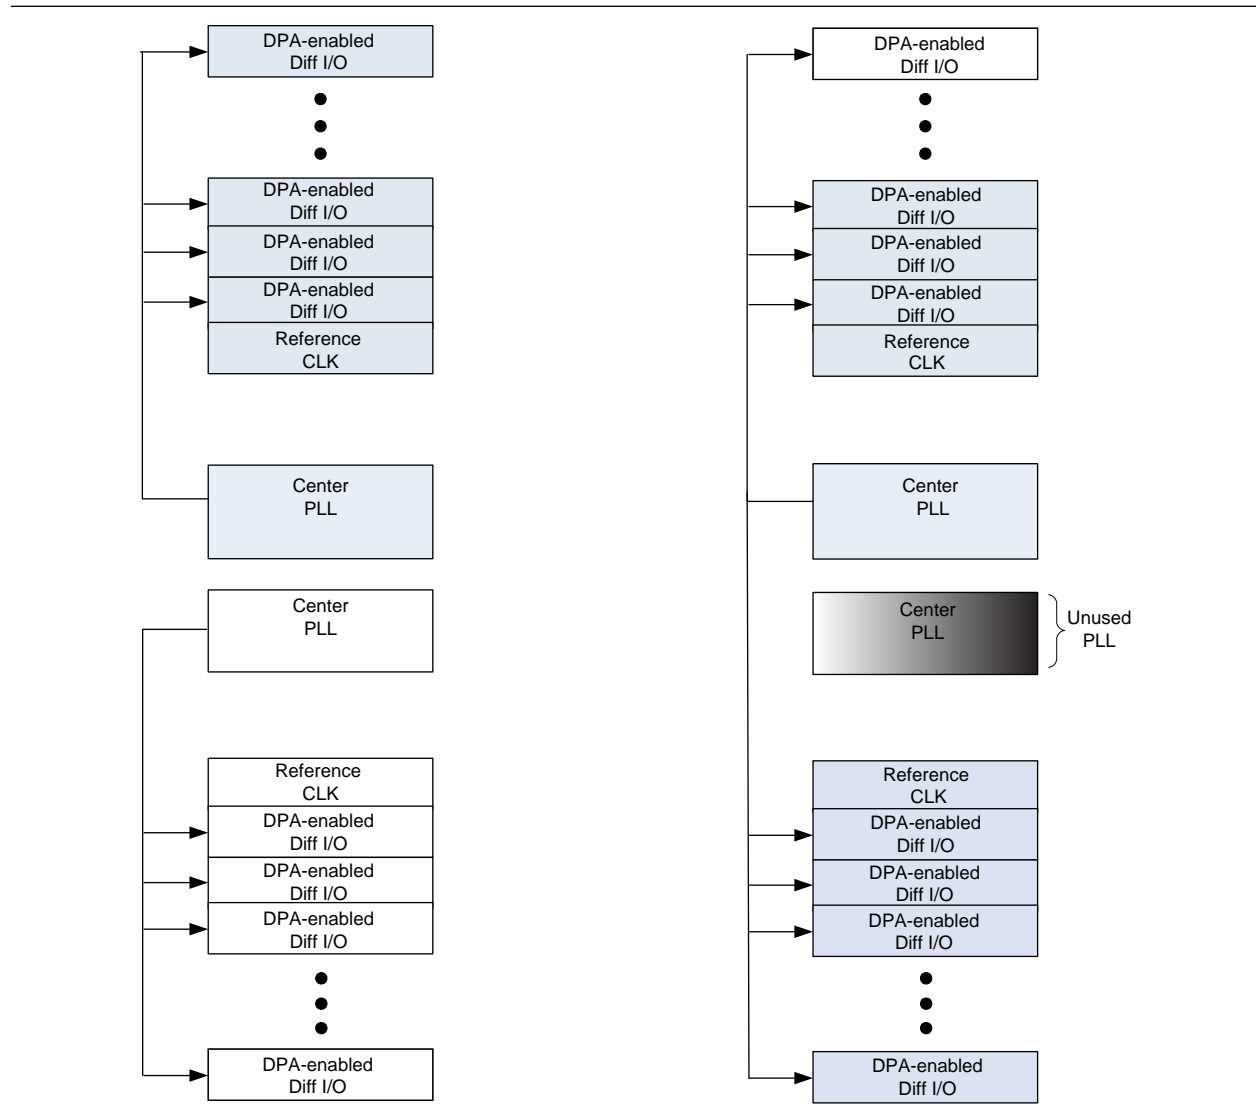 DPA-enabled
Diff I/O
DPA-enabled
Diff I/O
DPA-enabled
Diff I/O
DPA-enabled
Diff I/O
Reference
CLK
Center
PLL
Center
PLL
Reference
CLK
DPA-enabled
Diff I/O
DPA-enabled
Diff I/O
DPA-enabled
Diff I/O
DPA-enabled
Diff I/O
DPA-enabled
Diff I/O
DPA-enabled
Diff I/O
DPA-enabled
Diff I/O
DPA-enabled
Diff I/O
Reference
CLK
Center
PLL
Center
PLL
Unused
PLL
Reference
CLK
DPA-enabled
Diff I/O
DPA-enabled
Diff I/O
DPA-enabled
Diff I/O
DPA-enabled
Diff I/O